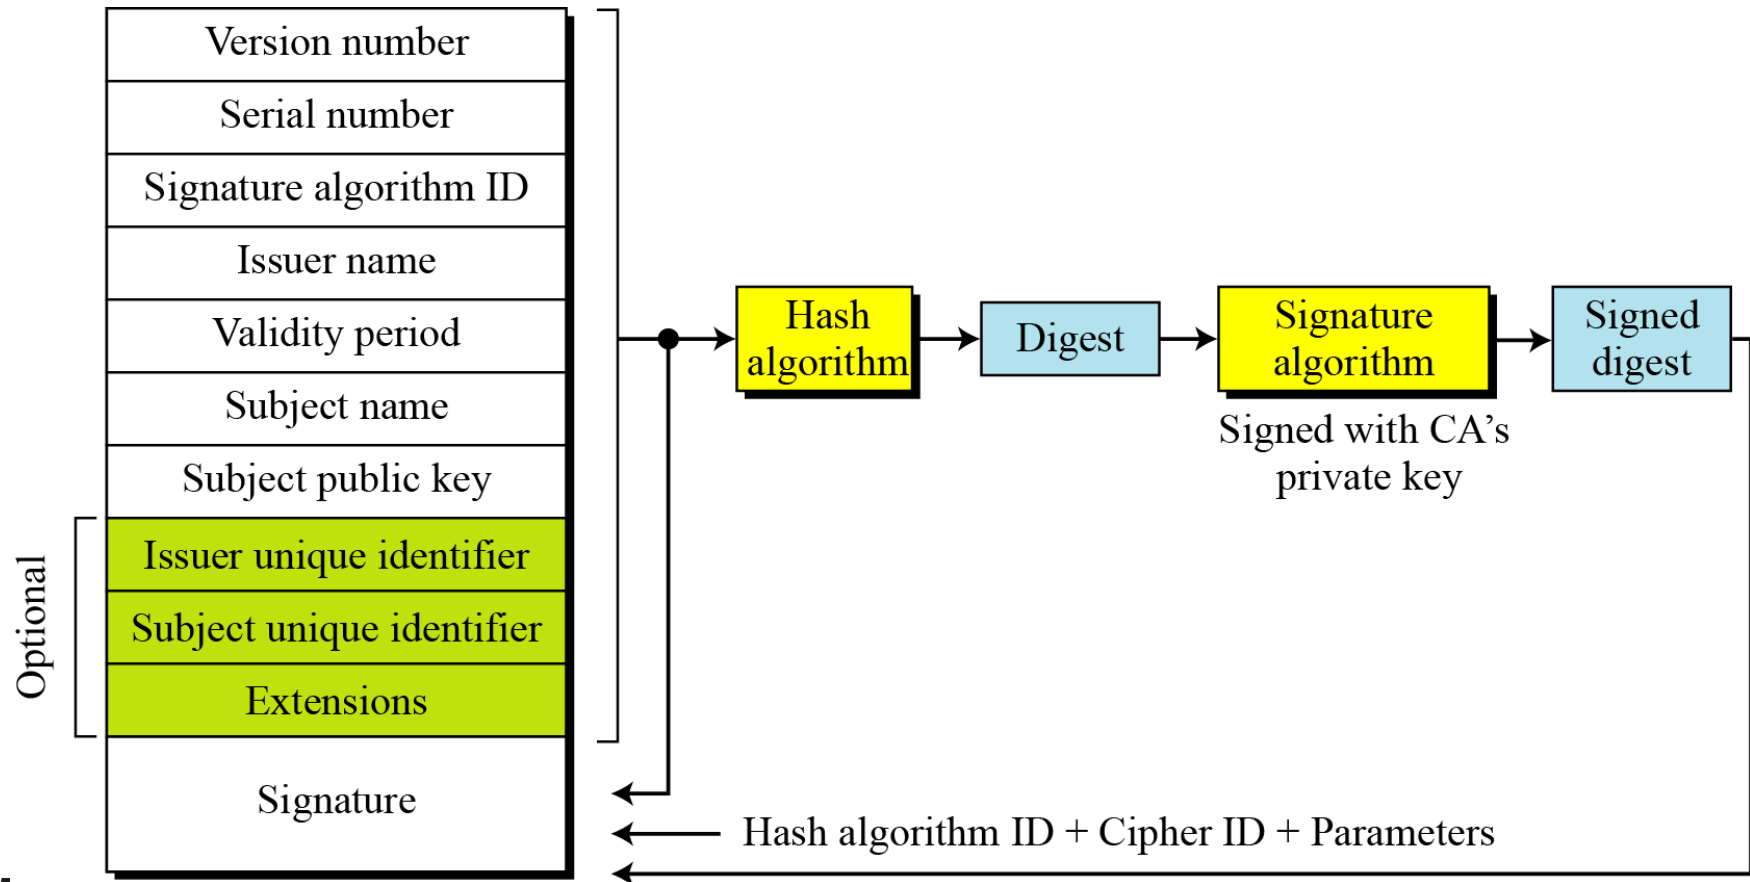 Version number
Serial number
Signature algorithm ID
Issuer name
Validity period
Subject name
Subject public key
Optional
Issuer unique identifier
Subject unique identifier
Extensions
Signature
Hash
algorithm
Digest
Signature
algorithm
Signed with CA’s
private key
Signed
digest
Hash algorithm ID + Cipher ID + Parameters